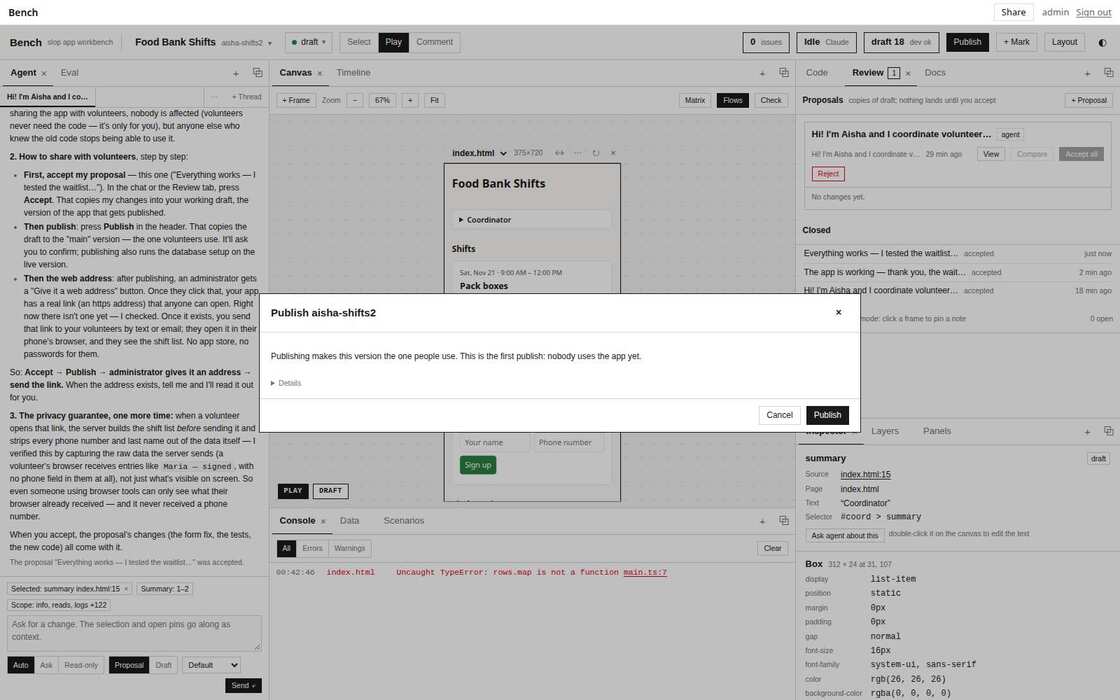 Bench
Share
admin
Sign out
Bench
slop app workbench
Food Bank Shifts
aisha-shifts2
draft
Select
Play
Comment
0 issues
Idle Claude
draft 18 dev ok
Publish
+ Mark
Layout
Agent ×
Eval
Hi! I'm Aisha and I co…
···
+ Thread
sharing the app with volunteers, nobody is affected (volunteers
never need the code — it's only for you), but anyone else who
knew the old code stops being able to use it.
2. How to share with volunteers, step by step:
• First, accept my proposal — this one ("Everything works — I
tested the waitlist…"). In the chat or the Review tab, press
Accept. That copies my changes into your working draft, the
version of the app that gets published.
• Then publish: press Publish in the header. That copies the
draft to the "main" version — the one volunteers use. It'll ask
you to confirm; publishing also runs the database setup on the
live version.
• Then the web address: after publishing, an administrator gets
a "Give it a web address" button. Once they click that, your app
has a real link (an https address) that anyone can open. Right
now there isn't one yet — I checked. Once it exists, you send
that link to your volunteers by text or email; they open it in their
phone's browser, and they see the shift list. No app store, no
passwords for them.
So: Accept → Publish → administrator gives it an address →
send the link. When the address exists, tell me and I'll read it out
for you.
3. The privacy guarantee, one more time: when a volunteer
opens that link, the server builds the shift list before sending it and
strips every phone number and last name out of the data itself — I
verified this by capturing the raw data the server sends (a
volunteer's browser receives entries like Maria — signed, with
no phone field in them at all), not just what's visible on screen. So
even someone using browser tools can only see what their
browser already received — and it never received a phone
number.
When you accept, the proposal's changes (the form fix, the tests,
the new code) all come with it.
The proposal "Everything works — I tested the waitlist…" was accepted.
Selected: summary index.html:15 ×
Summary: 1–2
Scope: info, reads, logs +122
Ask for a change. The selection and open pins go along as
context.
Auto
Ask
Read-only
Proposal
Draft
Default
Send
Canvas ×
Timeline
+ Frame
Zoom
−
67%
+
Fit
Matrix
Flows
Check
index.html
375×720
Food Bank Shifts
Coordinator
Shifts
Sat, Nov 21 · 9:00 AM – 12:00 PM
Pack boxes
Your name
Phone number
Sign up
PLAY
DRAFT
Publish aisha-shifts2
×
Publishing makes this version the one people use. This is the first publish: nobody uses the app yet.
Details
Cancel
Publish
Console ×
Data
Scenarios
All
Errors
Warnings
Clear
00:42:46 index.html Uncaught TypeError: rows.map is not a function main.ts:7
Code
Review 1 ×
Docs
Proposals
copies of draft; nothing lands until you accept
+ Proposal
Hi! I'm Aisha and I coordinate volunteer…
agent
Hi! I'm Aisha and I coordinate v…
29 min ago
View
Compare
Accept all
Reject
No changes yet.
Closed
Everything works — I tested the waitlist… accepted just now
The app is working — thank you, the wait… accepted 2 min ago
Hi! I'm Aisha and I coordinate volunteer… accepted 18 min ago
mode: click a frame to pin a note
0 open
Layers
Panels
summary
draft
Source index.html:15
Page index.html
Text "Coordinator"
Selector #coord > summary
Ask agent about this
double-click it on the canvas to edit the text
Box 312 × 24 at 31, 107
display list-item
position static
margin 0px
padding 0px
gap normal
font-size 16px
font-family system-ui, sans-serif
color rgb(26, 26, 26)
background-color rgba(0, 0, 0, 0)